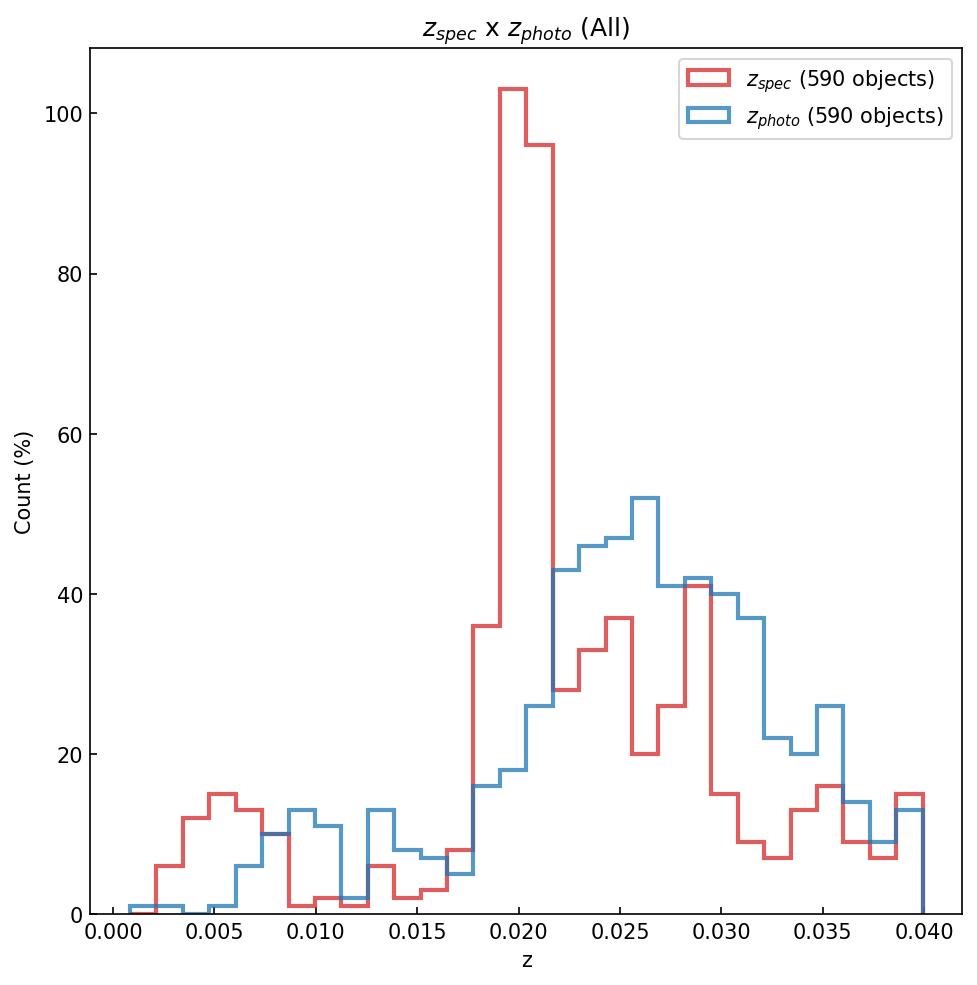 z_spec x z_photo (All)
z_spec (590 objects)
z_photo (590 objects)
Count (%)
100
80
60
40
20
0
0.000 0.005 0.010 0.015 0.020 0.025 0.030 0.035 0.040
z